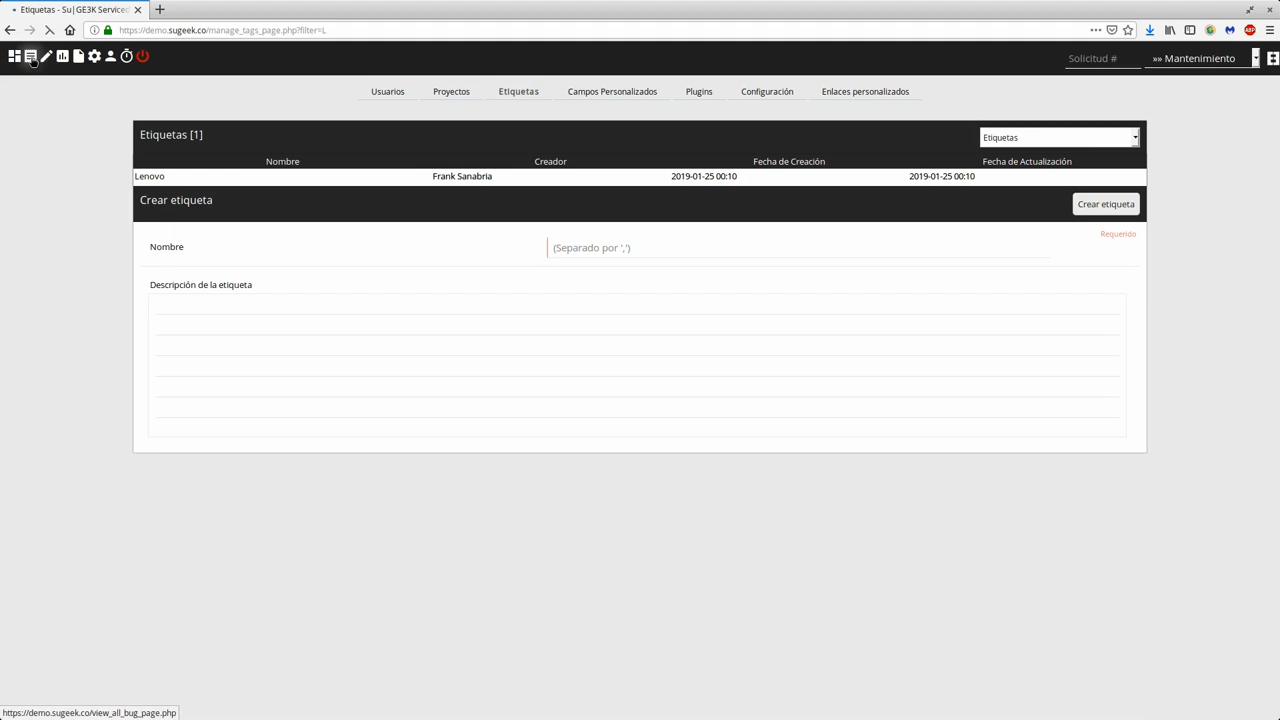 Etiquetas - Su|GE3K Serviced
https://demo.sugeek.co/manage_tags_page.php?filter=L
ABP
Solicitud #
»» Mantenimiento
Usuarios Proyectos Etiquetas Campos Personalizados Plugins Configuración Enlaces personalizados
Etiquetas [1]
Etiquetas
Nombre Creador Fecha de Creación Fecha de Actualización
Lenovo Frank Sanabria 2019-01-25 00:10 2019-01-25 00:10
Crear etiqueta
Crear etiqueta
Requerido
Nombre (Separado por ',')
Descripción de la etiqueta
https://demo.sugeek.co/view_all_bug_page.php